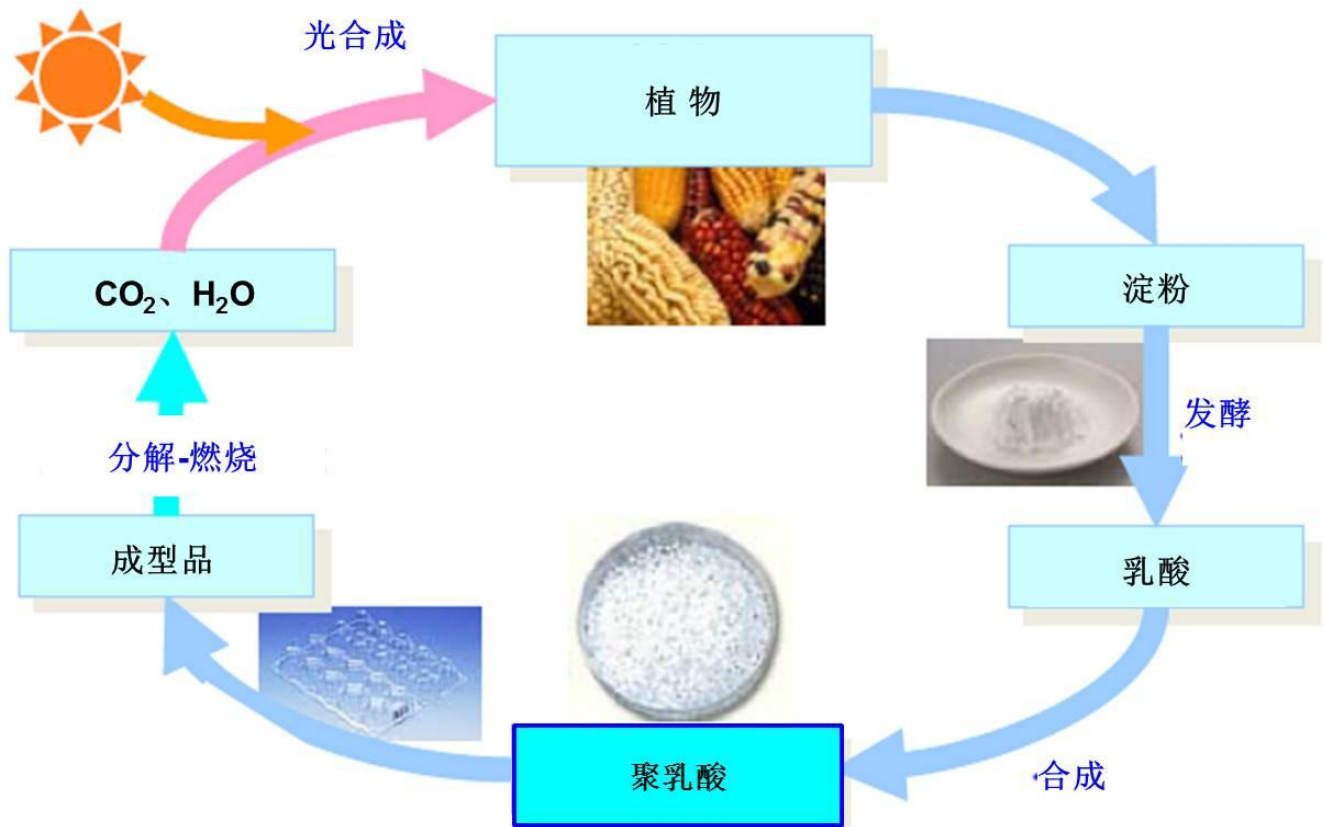 光合成
植物
CO₂、H₂O
淀粉
发酵
分解-燃烧
成型品
乳酸
聚乳酸
合成